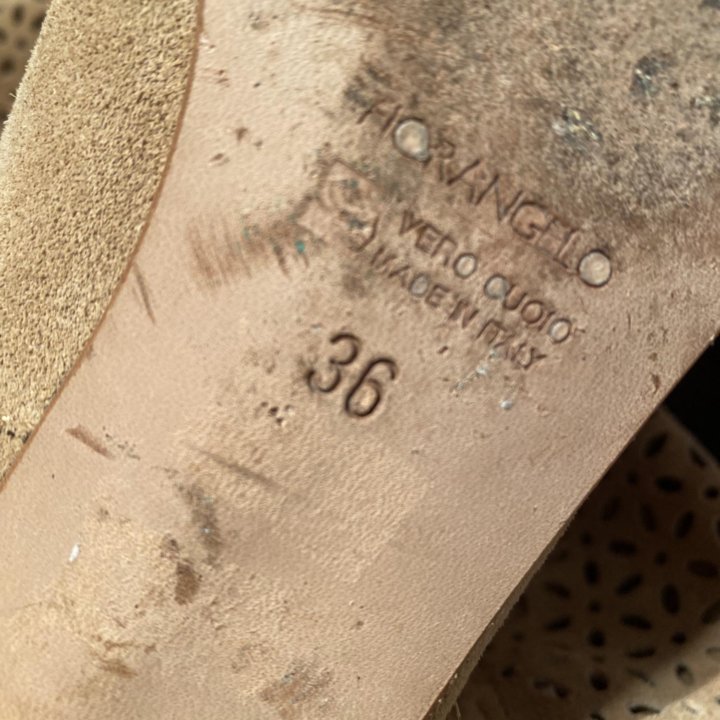 FIORANGELO
VERO CUOIO
MADE IN ITALY
36